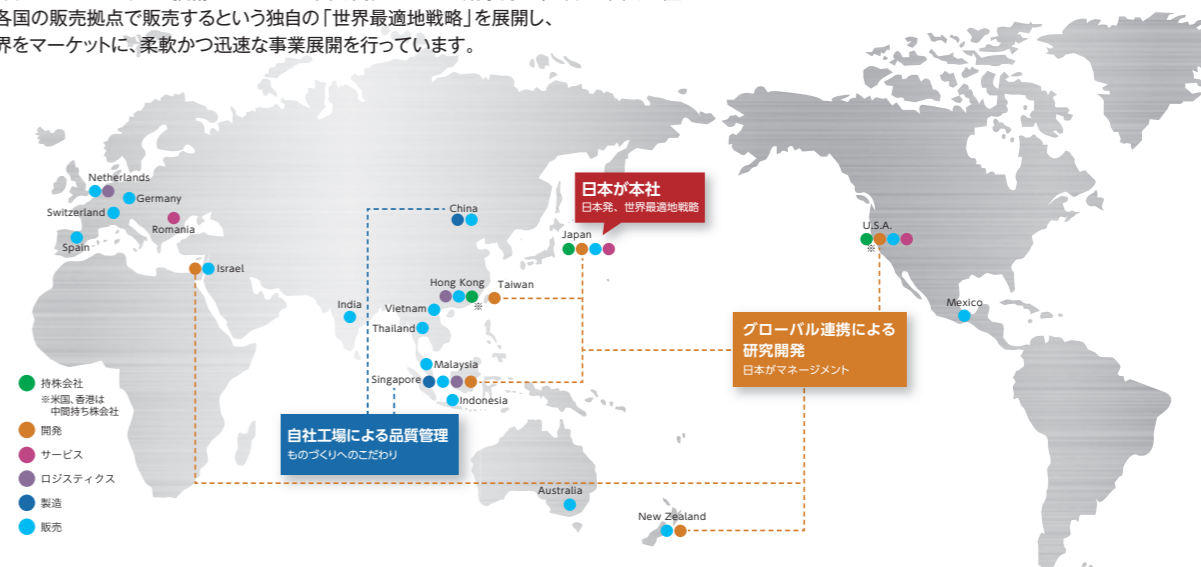 各国の販売拠点で販売するという独自の「世界最適地戦略」を展開し、
界をマーケットに、柔軟かつ迅速な事業展開を行っています。
Netherlands
Germany
Switzerland
Romania
Spain
Israel
China
日本が本社
日本発、世界最適地戦略
Japan
U.S.A.
※
Hong Kong
※
Taiwan
India
Vietnam
Thailand
Mexico
グローバル連携による
研究開発
日本がマネージメント
Malaysia
Singapore
Indonesia
持株会社
※米国、香港は
中間持ち株会社
開発
サービス
ロジスティクス
製造
販売
自社工場による品質管理
ものづくりへのこだわり
Australia
New Zealand